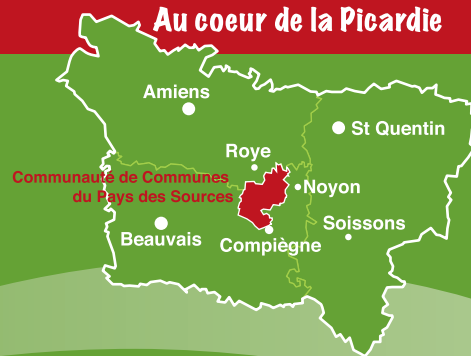 Au coeur de la Picardie
Amiens
St Quentin
Roye
Communauté de Communes
du Pays des Sources
Noyon
Soissons
Beauvais
Compiègne